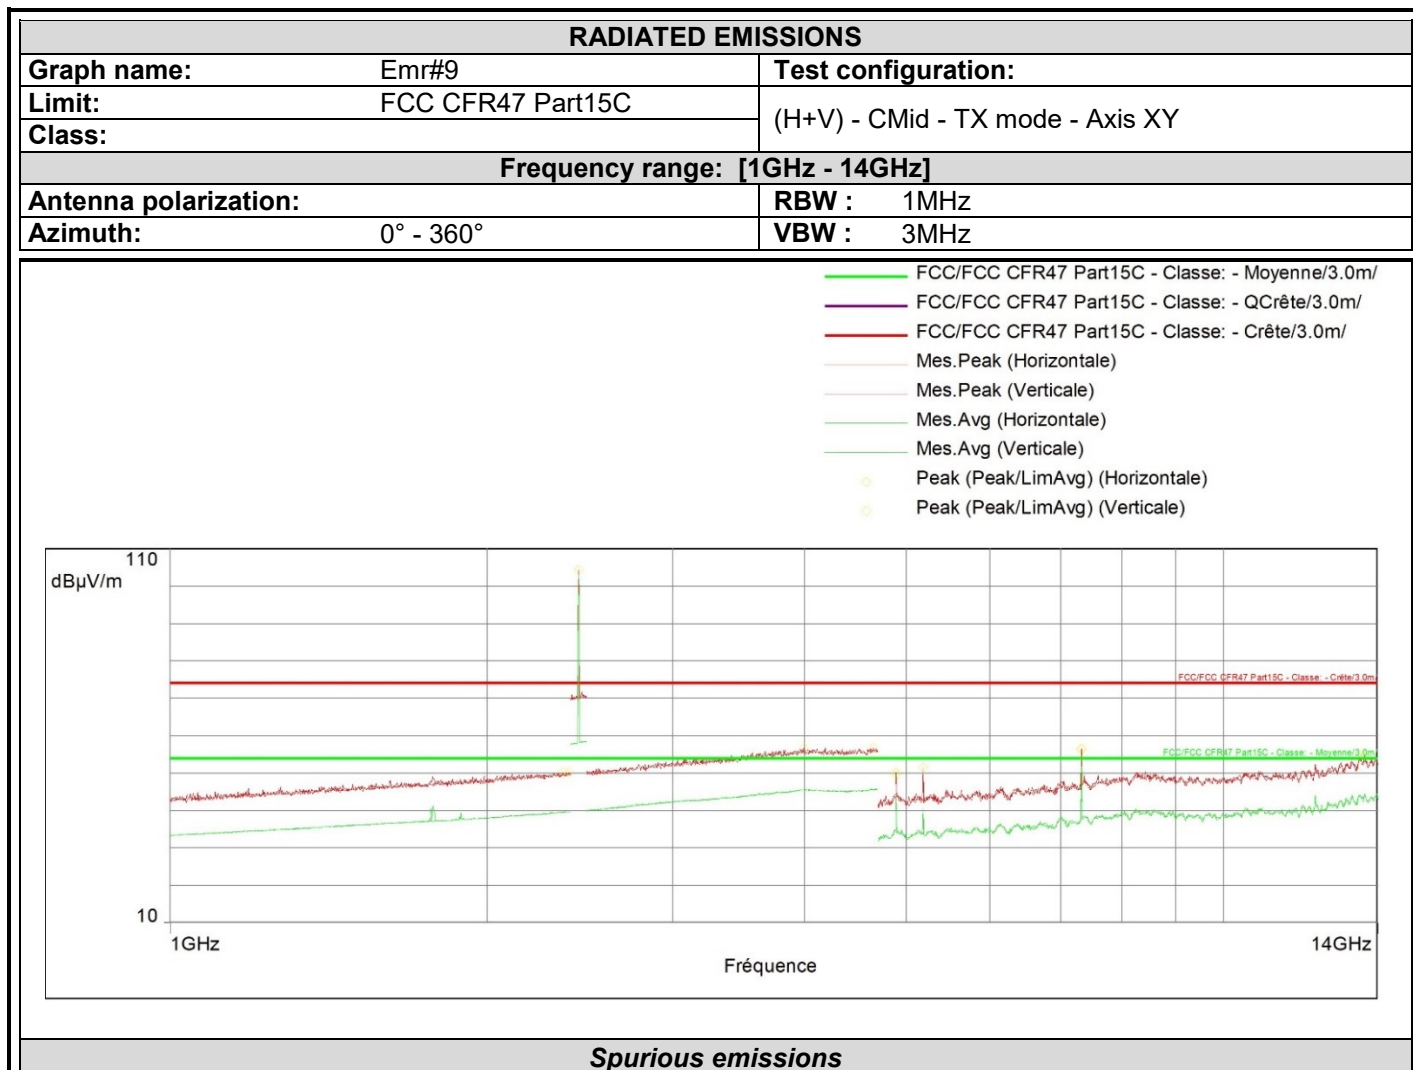 RADIATED EMISSIONS
Graph name: Emr#9 Test configuration:
Limit: FCC CFR47 Part15C
(H+V) - CMid - TX mode - Axis XY
Class:
Frequency range: [1GHz - 14GHz]
Antenna polarization: RBW : 1MHz
Azimuth: 0° - 360° VBW : 3MHz
FCC/FCC CFR47 Part15C - Classe: - Moyenne/3.0m/
FCC/FCC CFR47 Part15C - Classe: - QCrête/3.0m/
FCC/FCC CFR47 Part15C - Classe: - Crête/3.0m/
Mes.Peak (Horizontale)
Mes.Peak (Verticale)
Mes.Avg (Horizontale)
Mes.Avg (Verticale)
Peak (Peak/LimAvg) (Horizontale)
Peak (Peak/LimAvg) (Verticale)
110
dBµV/m
FCC/FCC CFR47 Part15C - Classe: - Crête/3.0m/
FCC/FCC CFR47 Part15C - Classe: - Moyenne/3.0m/
10
1GHz 14GHz
Fréquence
Spurious emissions